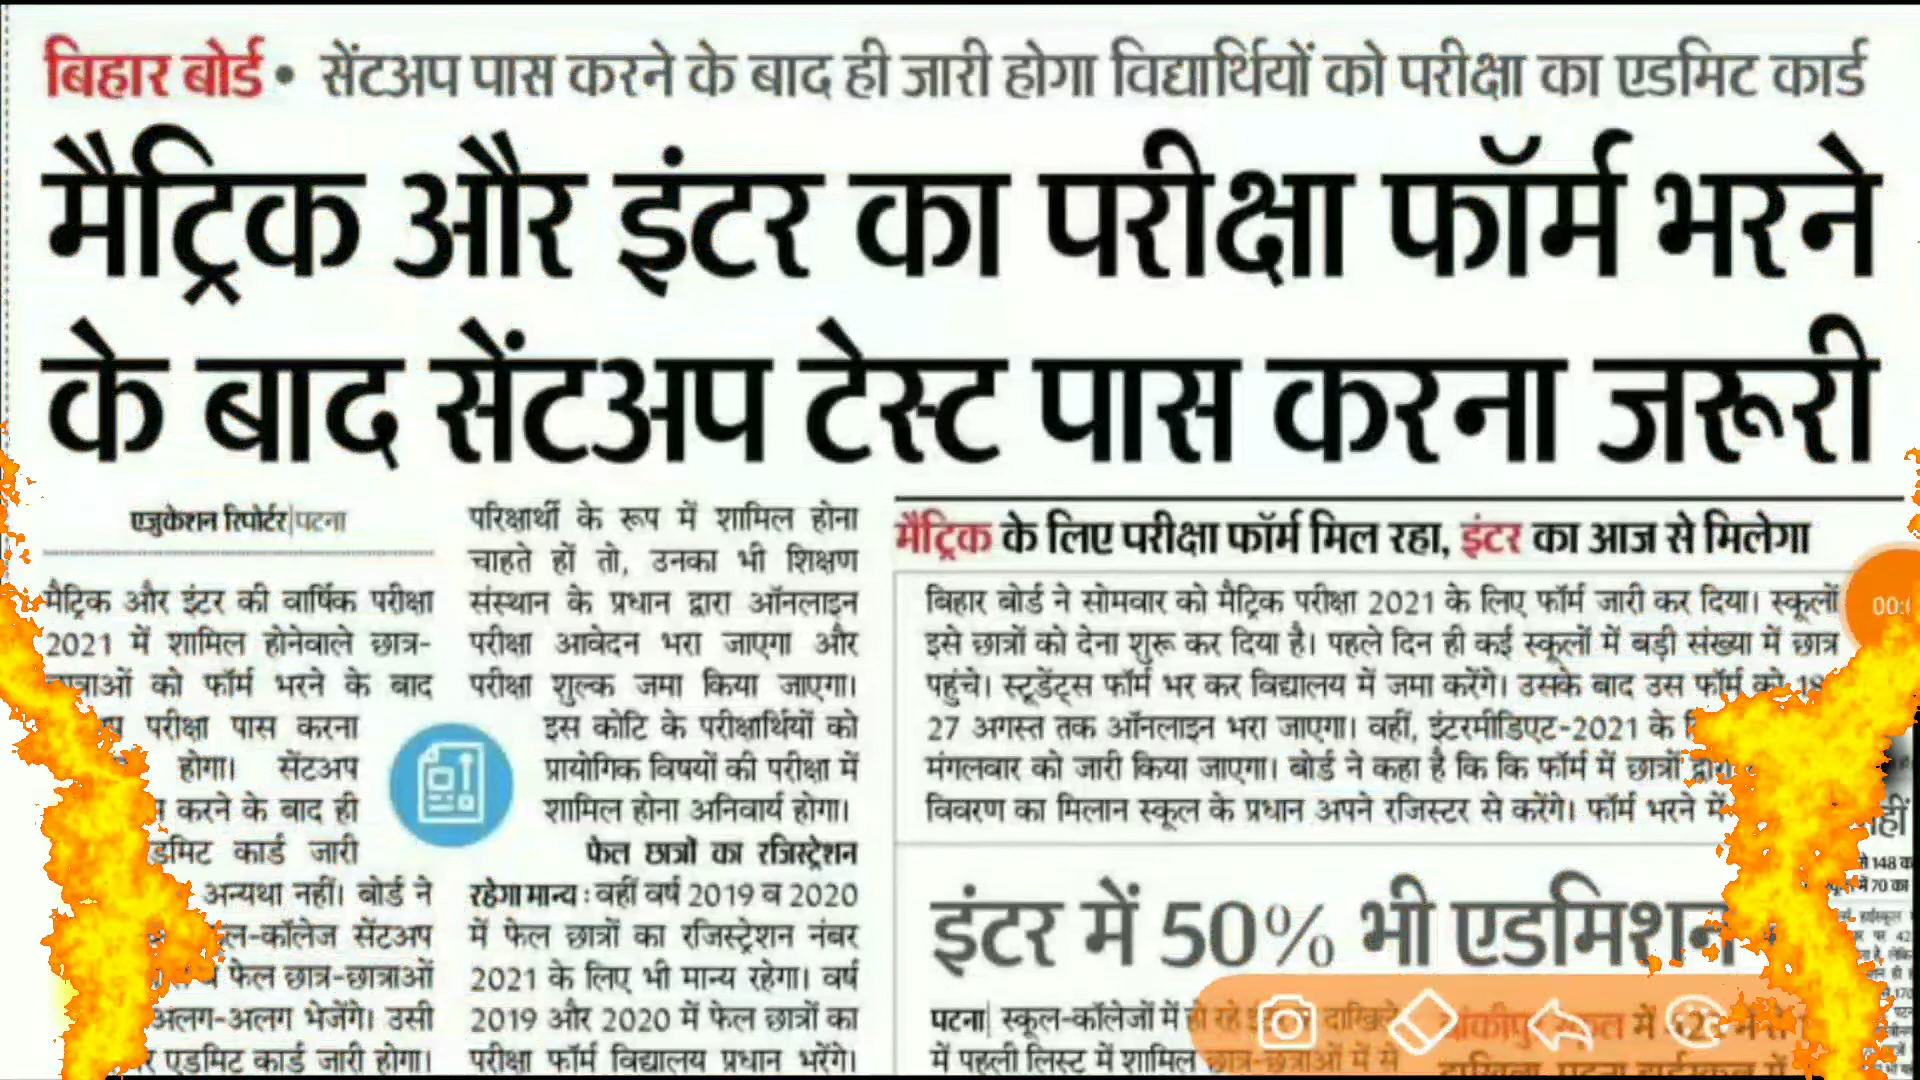 बिहार बोर्ड • सेंटअप पास करने के बाद ही जारी होगा विद्यार्थियों को परीक्षा का एडमिट कार्ड
मैट्रिक और इंटर का परीक्षा फॉर्म भरने
के बाद सेंटअप टेस्ट पास करना जरूरी
एजुकेशन रिपोर्टर|पटना
मैट्रिक और इंटर की वार्षिक परीक्षा
2021 में शामिल होनेवाले छात्र-
को फॉर्म भरने के बाद
परीक्षा पास करना
होगा। सेंटअप
करने के बाद ही
कार्ड जारी
अन्यथा नहीं। बोर्ड ने
सेंटअप
फेल छात्र-छात्राओं
अलग-अलग भेजेंगे। उसी
एडमिट कार्ड जारी होगा।
परिक्षार्थी के रूप में शामिल होना
चाहते हों तो, उनका भी शिक्षण
संस्थान के प्रधान द्वारा ऑनलाइन
परीक्षा आवेदन भरा जाएगा और
परीक्षा शुल्क जमा किया जाएगा।
इस कोटि के परीक्षार्थियों को
प्रायोगिक विषयों की परीक्षा में
शामिल होना अनिवार्य होगा।
फेल छात्रों का रजिस्ट्रेशन
रहेगा मान्य : वहीं वर्ष 2019 व 2020
में फेल छात्रों का रजिस्ट्रेशन नंबर
2021 के लिए भी मान्य रहेगा। वर्ष
2019 और 2020 में फेल छात्रों का
परीक्षा फॉर्म विद्यालय प्रधान भरेंगे।
मैट्रिक के लिए परीक्षा फॉर्म मिल रहा, इंटर का आज से मिलेगा
बिहार बोर्ड ने सोमवार को मैट्रिक परीक्षा 2021 के लिए फॉर्म जारी कर दिया। स्कूलों
इसे छात्रों को देना शुरू कर दिया है। पहले दिन ही कई स्कूलों में बड़ी संख्या में छात्र
पहुंचे। स्टूडेंट्स फॉर्म भर कर विद्यालय में जमा करेंगे। उसके बाद उस फॉर्म को
27 अगस्त तक ऑनलाइन भरा जाएगा। वहीं, इंटरमीडिएट-2021 के
मंगलवार को जारी किया जाएगा। बोर्ड ने कहा है कि कि फॉर्म में छात्रों
विवरण का मिलान स्कूल के प्रधान अपने रजिस्टर से करेंगे। फॉर्म भरने में
इंटर में 50% भी एडमिशन
पटना| स्कूल-कॉलेजों में हो रहे
में पहली लिस्ट में शामिल छात्र-छात्राओं में से